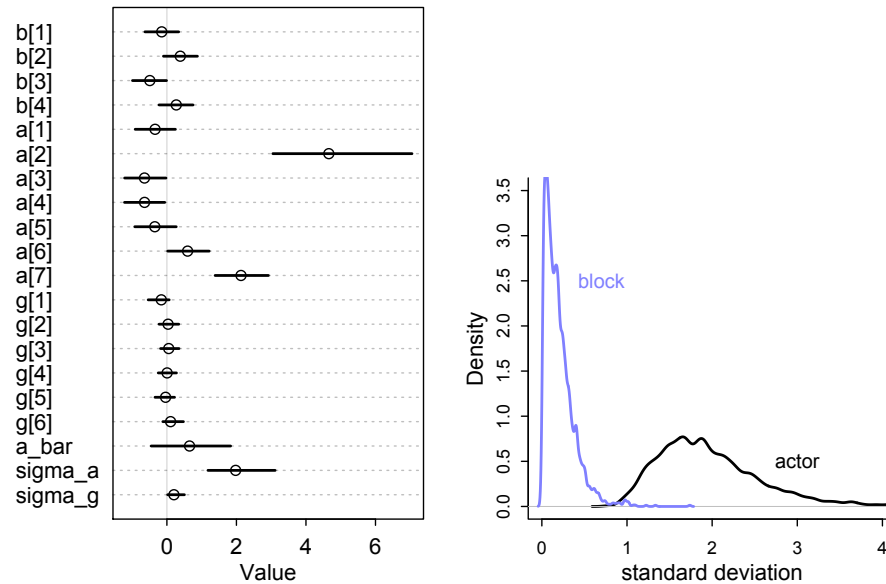 b[1]
b[2]
b[3]
b[4]
a[1]
a[2]
a[3]
a[4]
a[5]
a[6]
a[7]
g[1]
g[2]
g[3]
g[4]
g[5]
g[6]
a_bar
sigma_a
sigma_g
0 2 4 6
Value
3.5
3.0
2.5
2.0
1.5
1.0
0.5
0.0
Density
block
actor
0 1 2 3 4
standard deviation